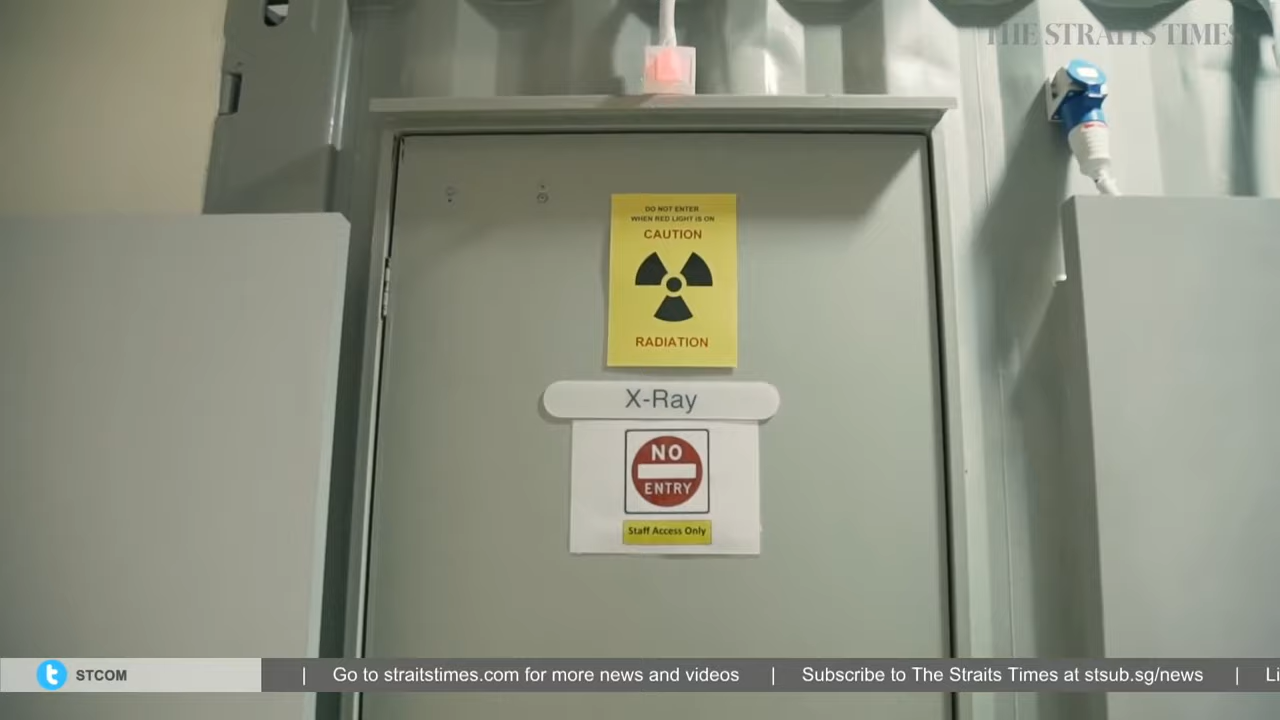 THE STRAITS TIMES
DO NOT ENTER
WHEN RED LIGHT IS ON
CAUTION
RADIATION
X-Ray
NO
ENTRY
Staff Access Only
STCOM | Go to straitstimes.com for more news and videos | Subscribe to The Straits Times at stsub.sg/news | Li